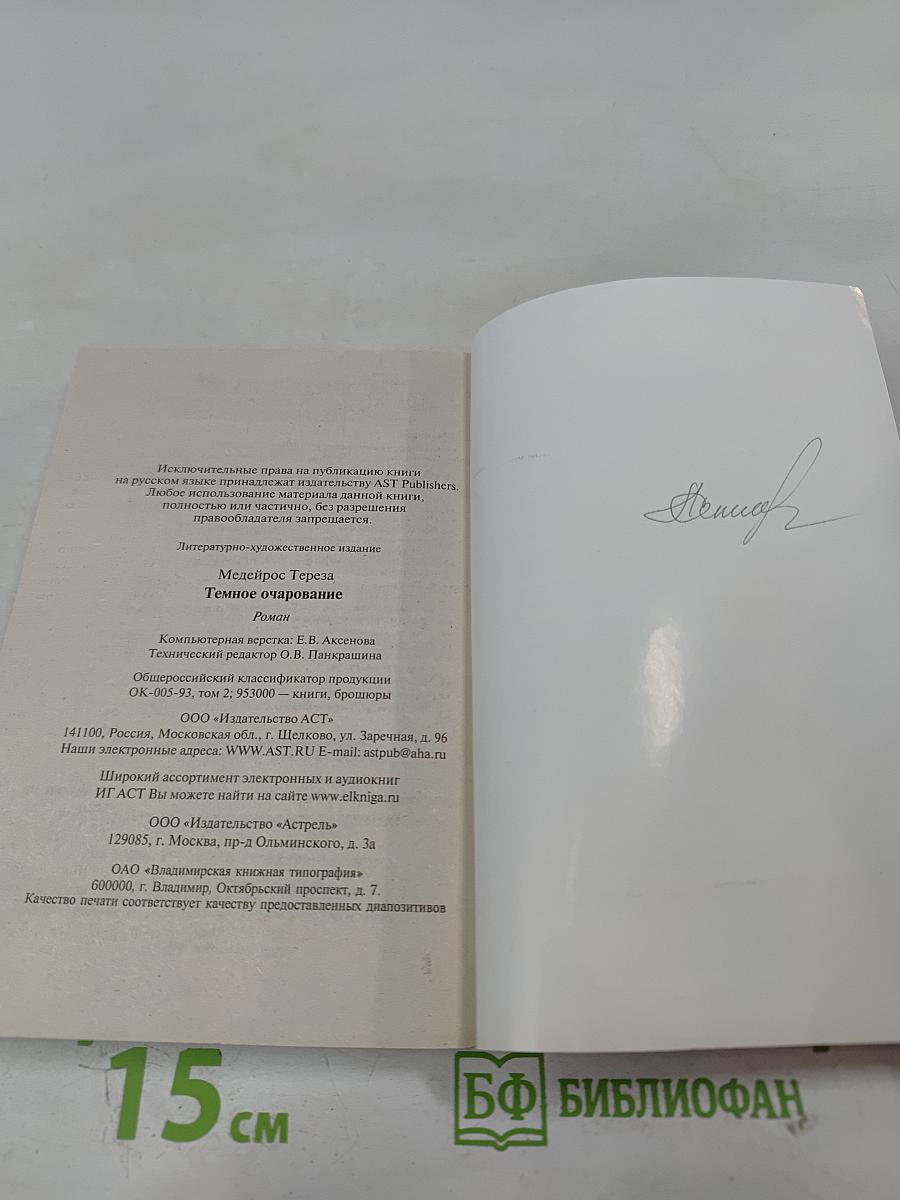 Исключительные права на публикацию книги
на русском языке принадлежат издательству AST Publishers.
Любое использование материала данной книги,
полностью или частично, без разрешения
правообладателя запрещается.
Литературно-художественное издание
Медейрос Тереза
Темное очарование
Роман
Компьютерная верстка: Е.В. Аксенова
Технический редактор О.В. Панкрашина
Общероссийский классификатор продукции
ОК-005-93, том 2; 953000 — книги, брошюры
ООО «Издательство АСТ»
141100, Россия, Московская обл., г. Щелково, ул. Заречная, д. 96
Наши электронные адреса: WWW.AST.RU E-mail: astpub@aha.ru
Широкий ассортимент электронных и аудиокниг
ИГ АСТ Вы можете найти на сайте www.elkniga.ru
ООО «Издательство «Астрель»
129085, г. Москва, пр-д Ольминского, д. 3а
ОАО «Владимирская книжная типография»
600000, г. Владимир, Октябрьский проспект, д. 7.
Качество печати соответствует качеству предоставленных диапозитивов
15 см
БФ БИБЛИОФАН